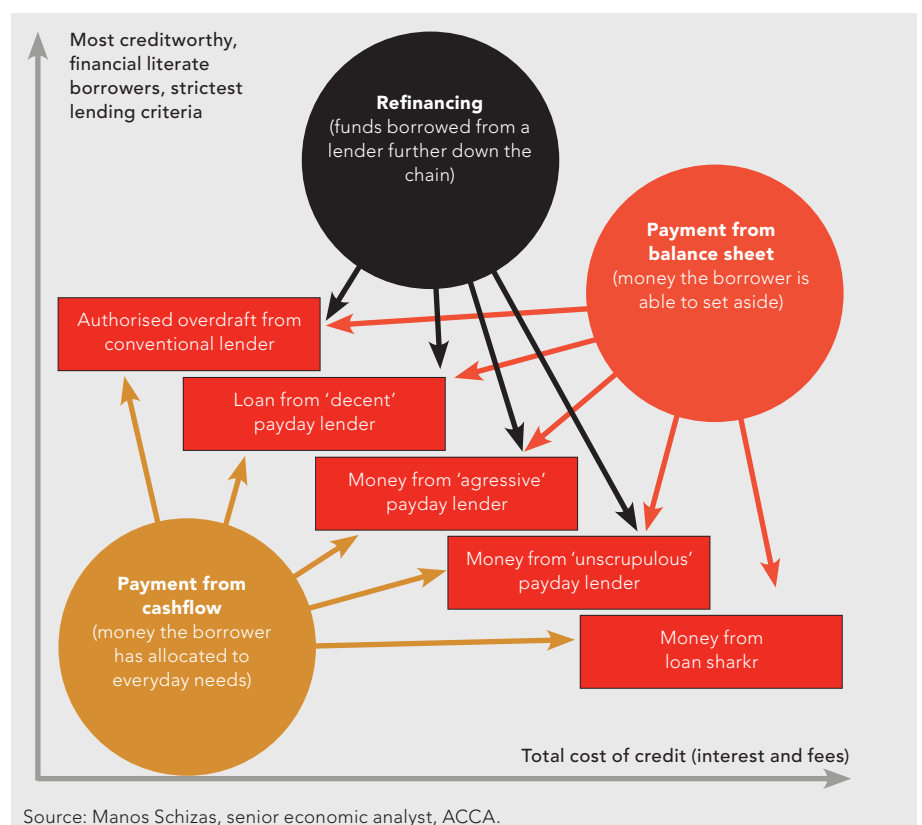 Most creditworthy,
financial literate
borrowers, strictest
lending criteria
Refinancing
(funds borrowed from a
lender further down the
chain)
Payment from
balance sheet
(money the borrower is
able to set aside)
Authorised overdraft from
conventional lender
Loan from ‘decent’
payday lender
Money from ‘agressive’
payday lender
Money from ‘unscrupulous’
payday lender
Payment from
cashflow
(money the borrower
has allocated to
everyday needs)
Money from
loan sharkr
Total cost of credit (interest and fees)
Source: Manos Schizas, senior economic analyst, ACCA.